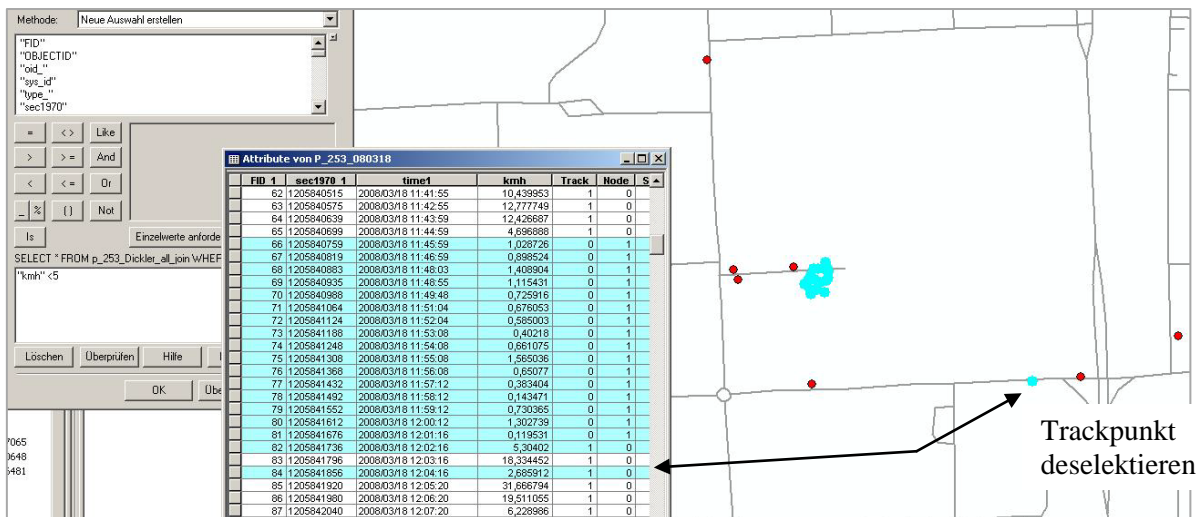 Methode: Neue Auswahl erstellen
"FID"
"OBJECTID"
"oid_"
"sys_id"
"type_"
"sec1970"
= <> Like
> > = And
< < = Or
_ % ( ) Not
Is Einzelwerte anforde
SELECT * FROM p_253_Dickler_all_join WHEF
"kmh" <5
Löschen Überprüfen Hilfe
OK Übe
7065
0648
6481
Attribute von P_253_080318
FID_1 sec1970_1 time1 kmh Track Node S
62 1205840515 2008/03/18 11:41:55 10,439953 1 0
63 1205840575 2008/03/18 11:42:55 12,777749 1 0
64 1205840639 2008/03/18 11:43:59 12,426687 1 0
65 1205840699 2008/03/18 11:44:59 4,696888 1 0
66 1205840759 2008/03/18 11:45:59 1,028726 0 1
67 1205840819 2008/03/18 11:46:59 0,898524 0 1
68 1205840883 2008/03/18 11:48:03 1,408904 0 1
69 1205840935 2008/03/18 11:48:55 1,115431 0 1
70 1205840988 2008/03/18 11:49:48 0,725916 0 1
71 1205841064 2008/03/18 11:51:04 0,676053 0 1
72 1205841124 2008/03/18 11:52:04 0,585003 0 1
73 1205841188 2008/03/18 11:53:08 0,40218 0 1
74 1205841248 2008/03/18 11:54:08 0,661075 0 1
75 1205841308 2008/03/18 11:55:08 1,565036 0 1
76 1205841368 2008/03/18 11:56:08 0,65077 0 1
77 1205841432 2008/03/18 11:57:12 0,383404 0 1
78 1205841492 2008/03/18 11:58:12 0,143471 0 1
79 1205841552 2008/03/18 11:59:12 0,730365 0 1
80 1205841612 2008/03/18 12:00:12 1,302739 0 1
81 1205841676 2008/03/18 12:01:16 0,119531 0 1
82 1205841736 2008/03/18 12:02:16 5,30402 1 0
83 1205841796 2008/03/18 12:03:16 18,334452 1 0
84 1205841856 2008/03/18 12:04:16 2,685912 1 0
85 1205841920 2008/03/18 12:05:20 31,666794 1 0
86 1205841980 2008/03/18 12:06:20 19,511055 1 0
87 1205842040 2008/03/18 12:07:20 6,228986 1 0
Trackpunkt
deselektieren